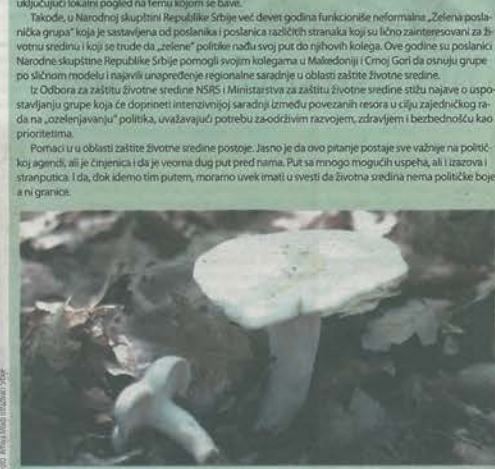 uključujući lokalni pogled na temu kojom se bave.
Takođe, u Narodnoj skupštini Republike Srbije već devet godina funkcioniše neformalna „Zelena posla-
nička grupa" koja je sastavljena od poslanika i poslanica različitih stranaka koji su lično zainteresovani za ži-
votnu sredinu i koji se trude da „zelene" politike nađu svoj put do njihovih kolega. Ove godine su poslanici
Narodne skupštine Republike Srbije pomogli svojim kolegama u Makedoniji i Crnoj Gori da osnuju grupe
po sličnom modelu i najavili unapređenje regionalne saradnje u oblasti zaštite životne sredine.
Iz Odbora za zaštitu životne sredine NSRS i Ministarstva za zaštitu životne sredine stižu najave o uspo-
stavljanju grupe koja će doprineti intenzivnijoj saradnji između povezanih resora u cilju zajedničkog ra-
da na „ozelenjavanju" politika, uvažavajući potrebu za održivim razvojem, zdravljem i bezbednošću kao
prioritetima.
Pomaci u u oblasti zaštite životne sredine postoje. Jasno je da ovo pitanje postaje sve važnije na politič-
koj agendi, ali je činjenica i da je veoma dug put pred nama. Put sa mnogo mogućih uspeha, ali i izazova i
stranputica. I da, dok idemo tim putem, moramo uvek imati u svesti da životna sredina nema političke boje
a ni granice.